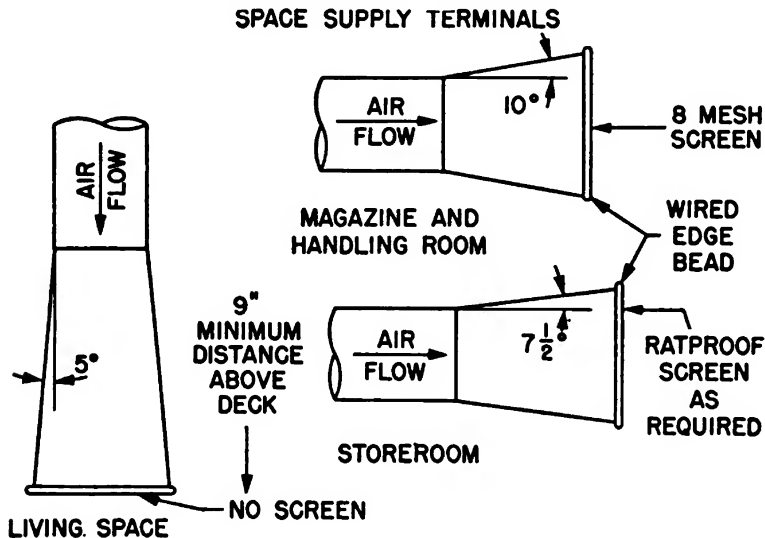 SPACE SUPPLY TERMINALS
AIR
FLOW
10°
8 MESH
SCREEN
AIR
FLOW
MAGAZINE AND
HANDLING ROOM
WIRED
EDGE
BEAD
9"
MINIMUM
DISTANCE
ABOVE
DECK
5°
AIR
FLOW
7 1/2°
RATPROOF
SCREEN
AS
REQUIRED
STOREROOM
NO SCREEN
LIVING. SPACE